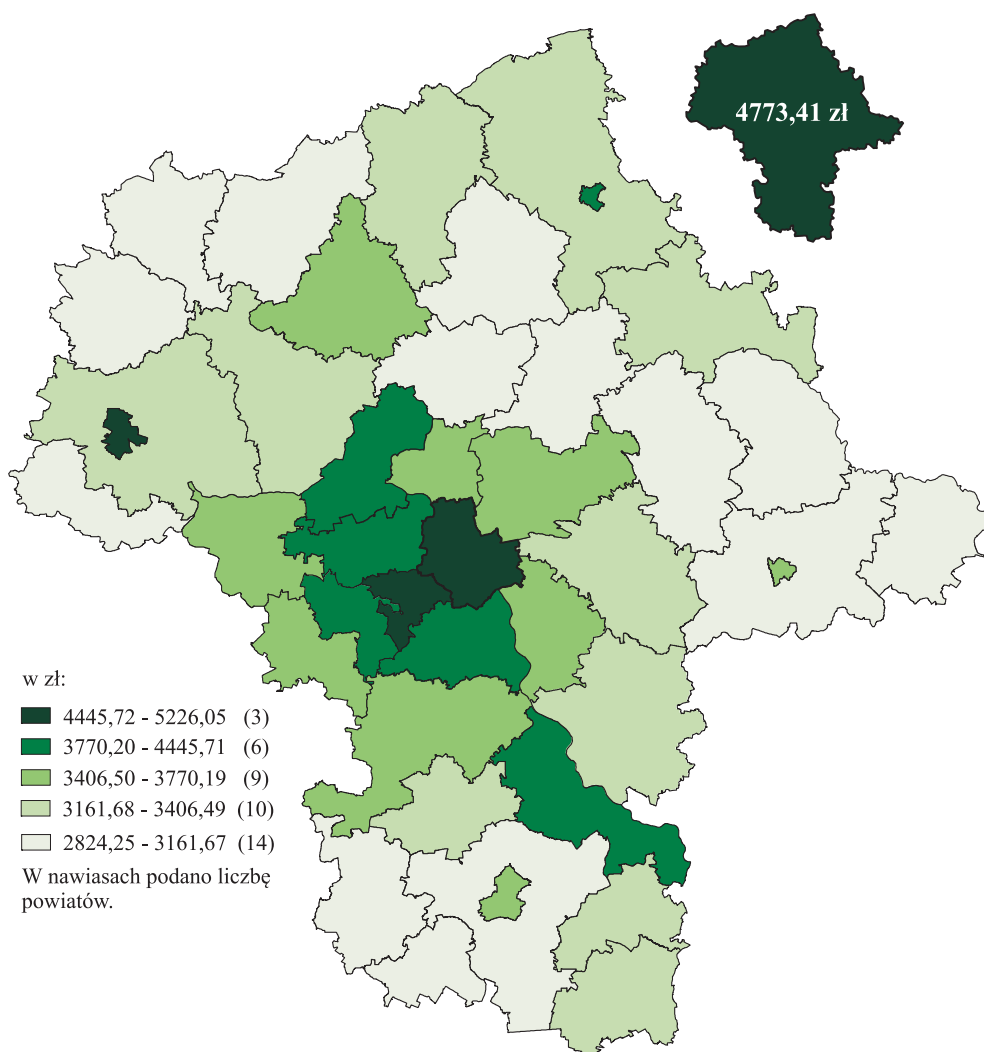 4773,41 zł
w zł:
4445,72 - 5226,05 (3)
3770,20 - 4445,71 (6)
3406,50 - 3770,19 (9)
3161,68 - 3406,49 (10)
2824,25 - 3161,67 (14)
W nawiasach podano liczbę
powiatów.